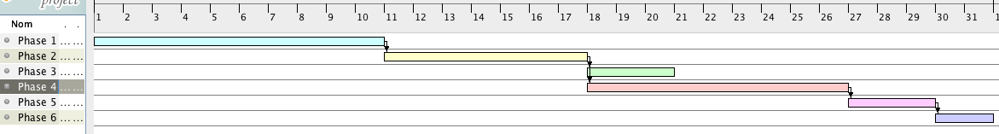 project
1 2 3 4 5 6 7 8 9 10 11 12 13 14 15 16 17 18 19 20 21 22 23 24 25 26 27 28 29 30 31 1
Nom . .
Phase 1 ... ...
Phase 2 ... ...
Phase 3 ... ...
Phase 4 ... ...
Phase 5 ... ...
Phase 6 ... ...